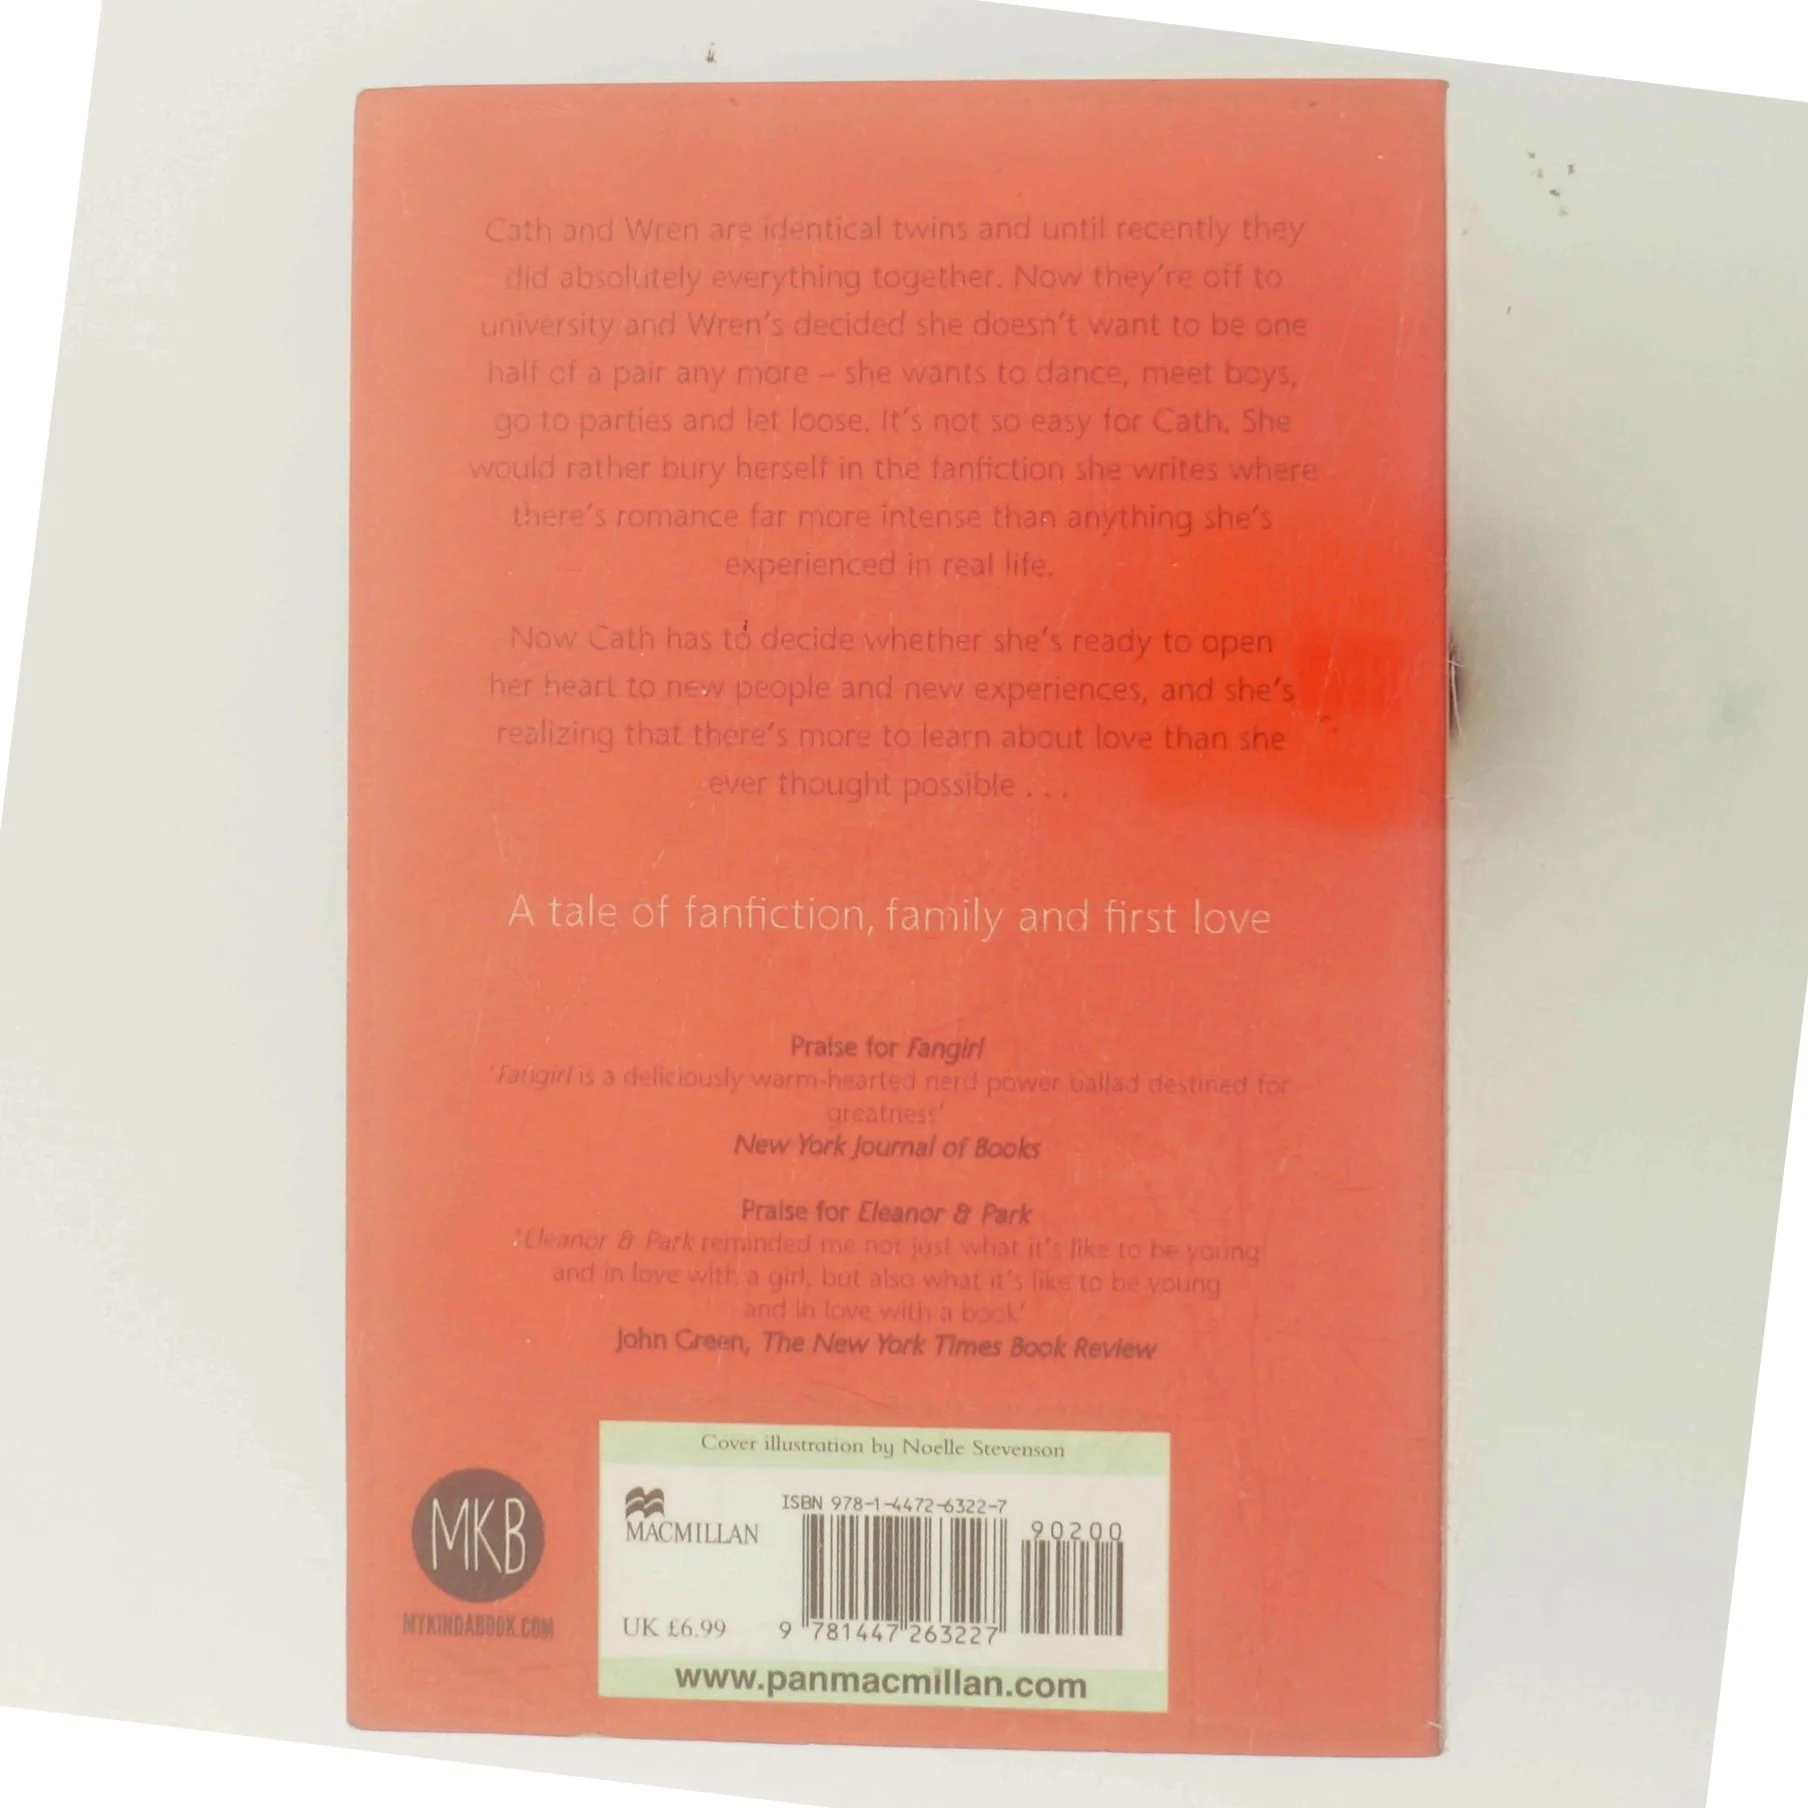 Cath and Wren are identical twins and until recently they
did absolutely everything together. Now they're off to
university and Wren's decided she doesn't want to be one
half of a pair any more – she wants to dance, meet boys,
go to parties and let loose. It's not so easy for Cath. She
would rather bury herself in the fanfiction she writes where
there's romance far more intense than anything she's
experienced in real life.
Now Cath has to decide whether she's ready to open
her heart to new people and new experiences, and she's
realizing that there's more to learn about love than she
ever thought possible . . .
A tale of fanfiction, family and first love
Praise for Fangirl
'Fangirl is a deliciously warm-hearted nerd power ballad destined for
greatness'
New York Journal of Books
Praise for Eleanor & Park
'Eleanor & Park reminded me not just what it's like to be young
and in love with a girl, but also what it's like to be young
and in love with a book'
John Green, The New York Times Book Review
Cover illustration by Noelle Stevenson
MKB
MYKINDABOOK.COM
MACMILLAN
UK £6.99
ISBN 978-1-4472-6322-7
90200
9 781447 263227
www.panmacmillan.com